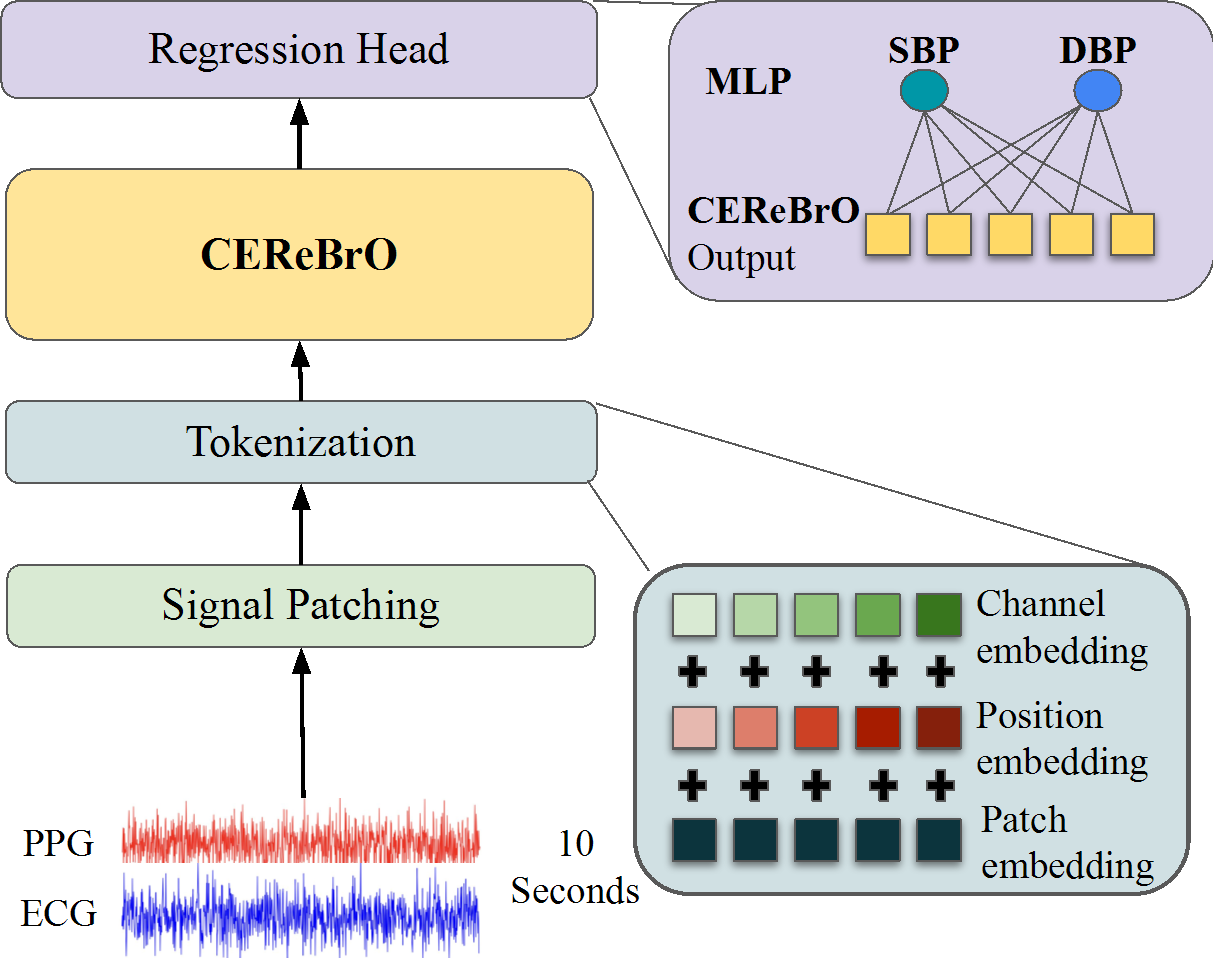 Regression Head
MLP
SBP
DBP
CEReBrO
Output
CEReBrO
Tokenization
Signal Patching
Channel
embedding
Position
embedding
Patch
embedding
PPG
ECG
10
Seconds